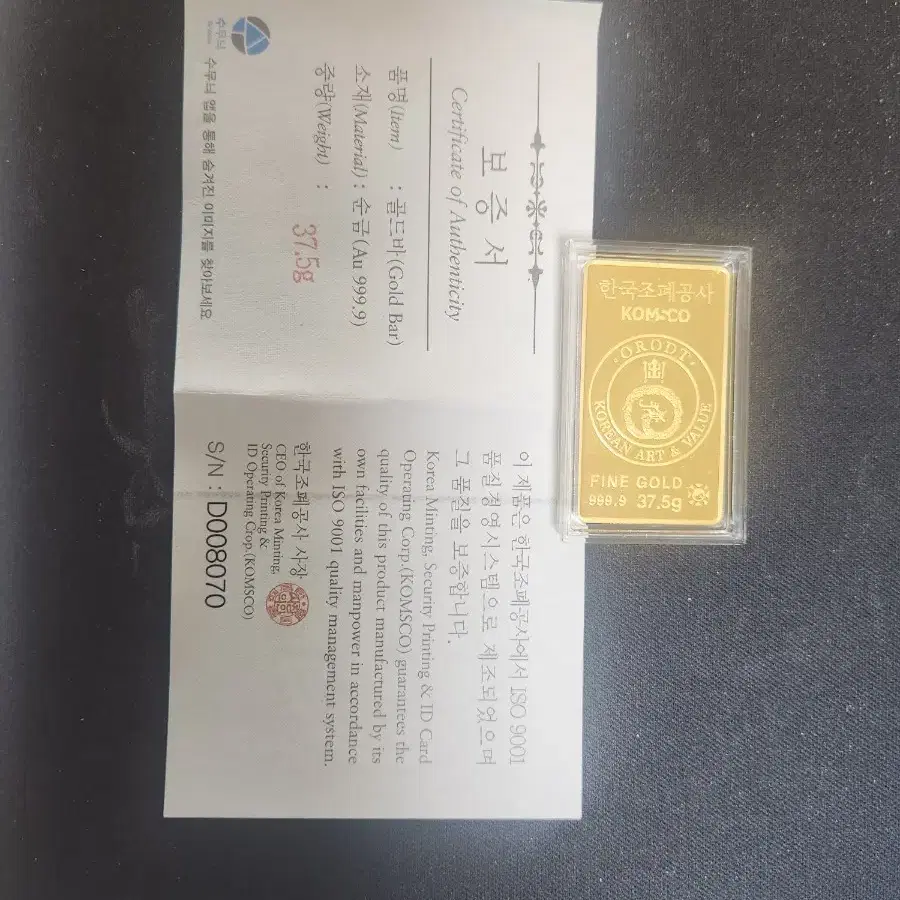 보증서
Certificate of Authenticity
품명(Item) : 골드바(Gold Bar)
소재(Material) : 순금(Au 999.9)
중량(Weight) : 37.5g
수무늬
수무늬 앱을 통해 숨겨진 이미지를 찾아보세요
이 제품은 한국조폐공사에서 ISO 9001
품질경영시스템으로 제조되었으며
그 품질을 보증합니다.
Korea Minting, Security Printing & ID Card
Operating Corp.(KOMSCO) guarantees the
quality of this product manufactured by its
own facilities and manpower in accordance
with ISO 9001 quality management system.
한국조폐공사 사장
CEO of Korea Minting,
Security Printing &
ID Operating Crop.(KOMSCO)
S/N : D008070
한국조폐공사
KOMSCO
ORODT
KOREAN ART & VALUE
FINE GOLD
999.9 37.5g